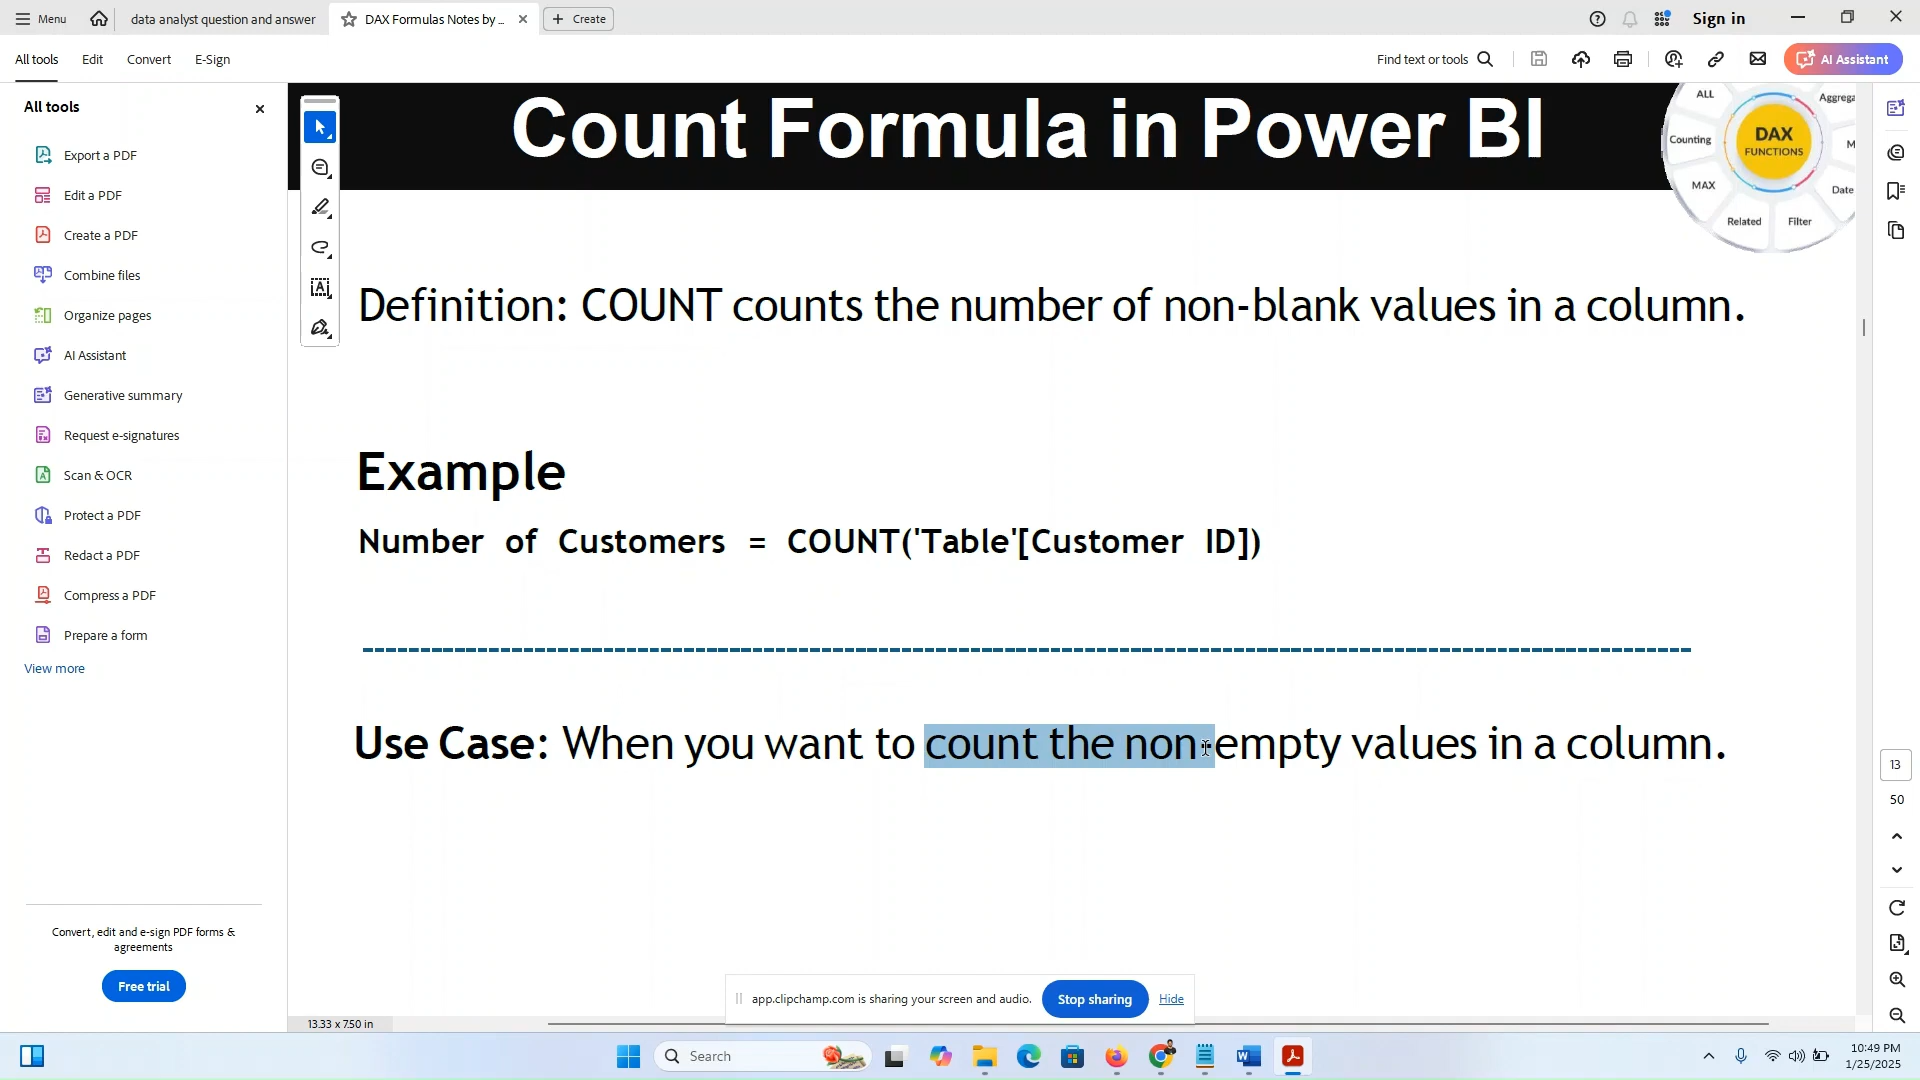 Menu
data analyst question and answer
DAX Formulas Notes by ...
Create
Sign in
All tools
Edit
Convert
E-Sign
Find text or tools
AI Assistant
All tools
Export a PDF
Edit a PDF
Create a PDF
Combine files
Organize pages
AI Assistant
Generative summary
Request e-signatures
Scan & OCR
Protect a PDF
Redact a PDF
Compress a PDF
Prepare a form
View more
Convert, edit and e-sign PDF forms &
agreements
Free trial
Count Formula in Power BI
ALL
Aggrega
Counting
DAX
FUNCTIONS
M
MAX
Date
Related
Filter
Definition: COUNT counts the number of non-blank values in a column.
Example
Number of Customers = COUNT('Table'[Customer ID])
Use Case: When you want to count the non-empty values in a column.
13
50
app.clipchamp.com is sharing your screen and audio.
Stop sharing
Hide
13.33 x 7.50 in
Search
10:49 PM
1/25/2025